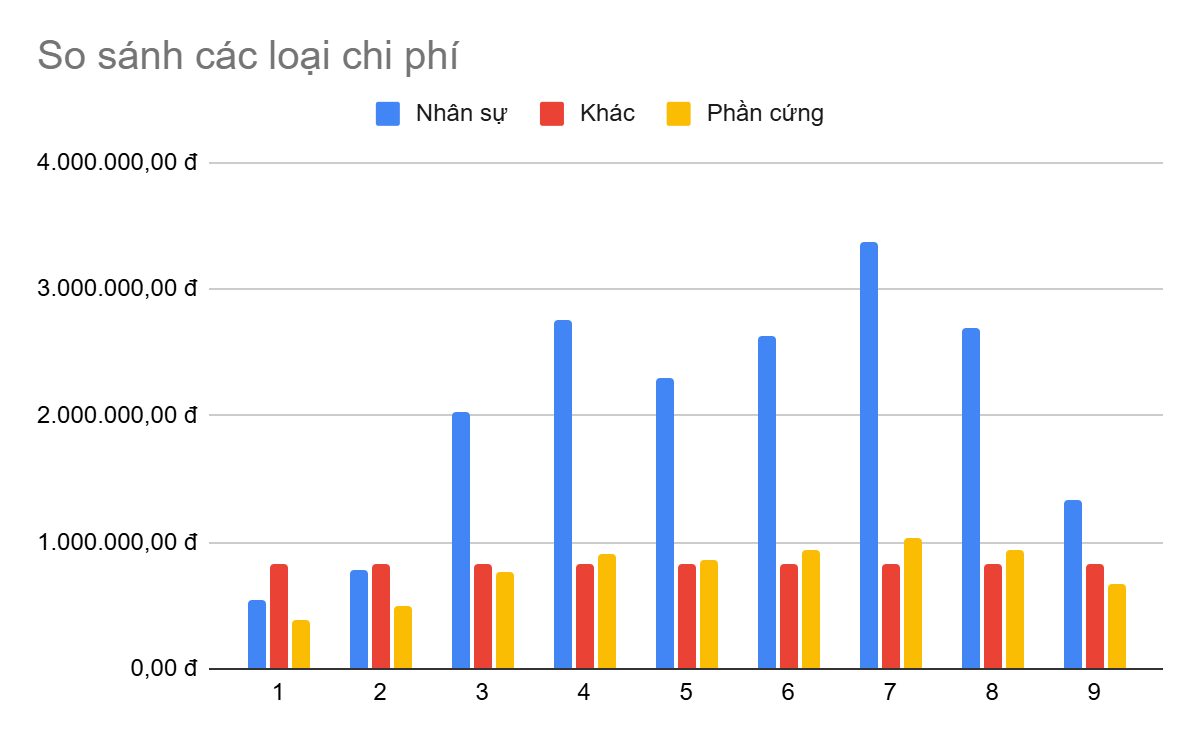 So sánh các loại chi phí
Nhân sự Khác Phần cứng
4.000.000,00 đ
3.000.000,00 đ
2.000.000,00 đ
1.000.000,00 đ
0,00 đ
1 2 3 4 5 6 7 8 9